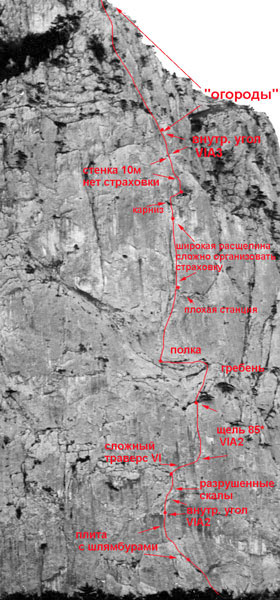 "огороды"
внутр. угол
VIA3
стенка 10м
нет страховки
карниз
широкая расщелина
сложно организовать
страховку
плохая станция
полка
гребень
щель 85°
VIA2
сложный
траверс VI
разрушенные
скалы
внутр. угол
VIA2
плита
с шлямбурами